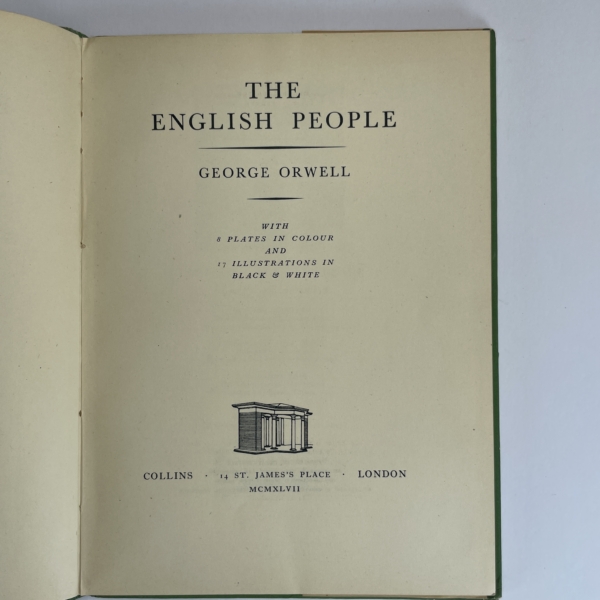 THE
ENGLISH PEOPLE
GEORGE ORWELL
WITH
8 PLATES IN COLOUR
AND
17 ILLUSTRATIONS IN
BLACK & WHITE
COLLINS · 14 ST. JAMES'S PLACE · LONDON
MCMXLVII